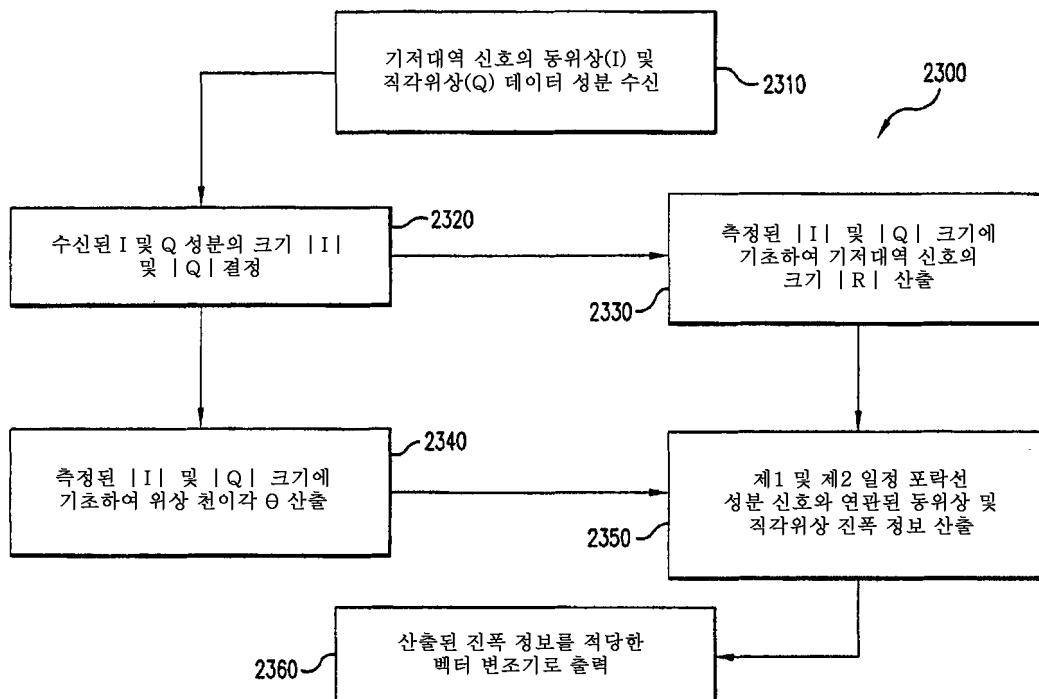 기저대역 신호의 동위상(I) 및
직각위상(Q) 데이터 성분 수신
2310
2300
수신된 I 및 Q 성분의 크기 |I|
및 |Q| 결정
2320
측정된 |I| 및 |Q| 크기에
기초하여 기저대역 신호의
크기 |R| 산출
2330
측정된 |I| 및 |Q| 크기에
기초하여 위상 천이각 Θ 산출
2340
제1 및 제2 일정 포락선
성분 신호와 연관된 동위상 및
직각위상 진폭 정보 산출
2350
산출된 진폭 정보를 적당한
벡터 변조기로 출력
2360